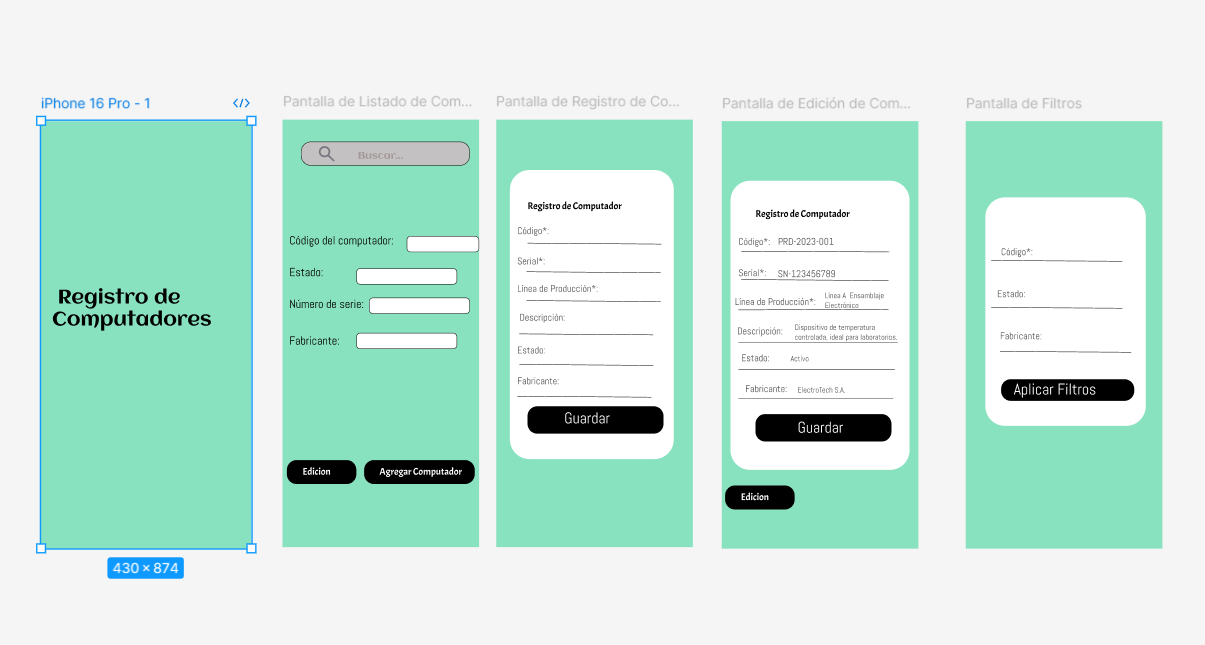 iPhone 16 Pro - 1
Registro de
Computadores
430 × 874
Pantalla de Listado de Com...
Buscar...
Código del computador:
Estado:
Número de serie:
Fabricante:
Edicion
Agregar Computador
Pantalla de Registro de Co...
Registro de Computador
Código*:
Serial*:
Línea de Producción*:
Descripción:
Estado:
Fabricante:
Guardar
Pantalla de Edición de Com...
Registro de Computador
Código*: PRD-2023-001
Serial*: SN-123456789
Línea de Producción*: Línea A Ensamblaje
Electrónico
Descripción: Dispositivo de temperatura
controlada, ideal para laboratorios.
Estado: Activo
Fabricante: ElectroTech S.A.
Guardar
Edicion
Pantalla de Filtros
Código*:
Estado:
Fabricante:
Aplicar Filtros